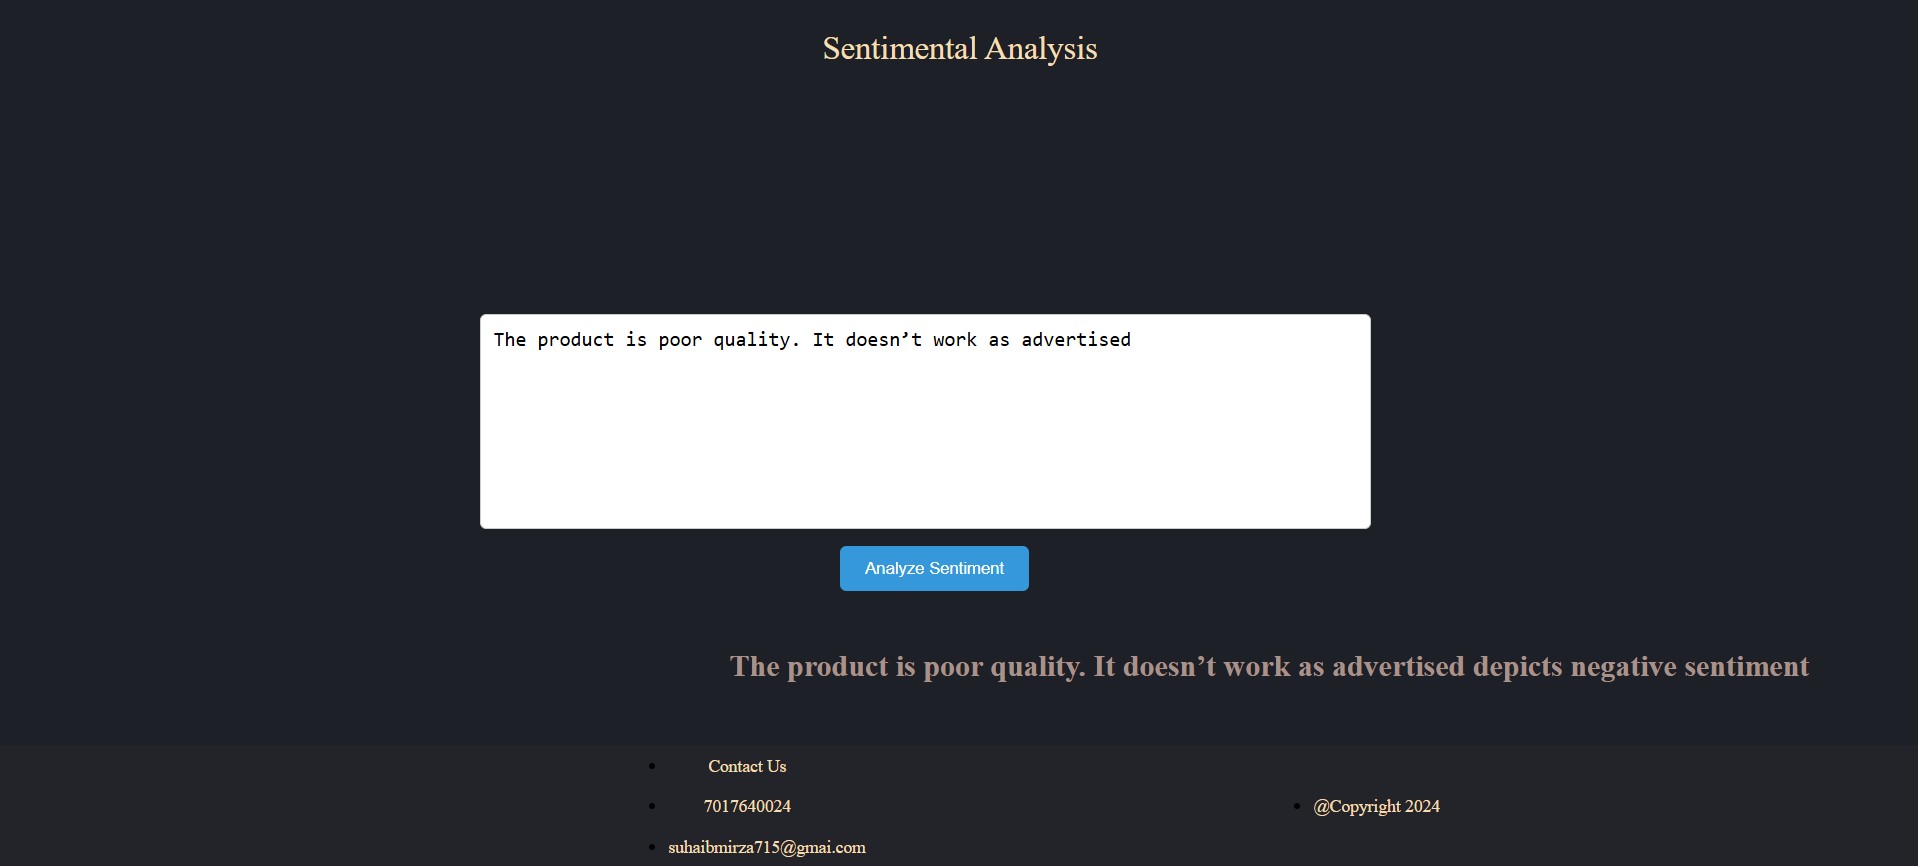 Sentimental Analysis
The product is poor quality. It doesn’t work as advertised
Analyze Sentiment
The product is poor quality. It doesn’t work as advertised depicts negative sentiment
Contact Us
7017640024
suhaibmirza715@gmai.com
@Copyright 2024